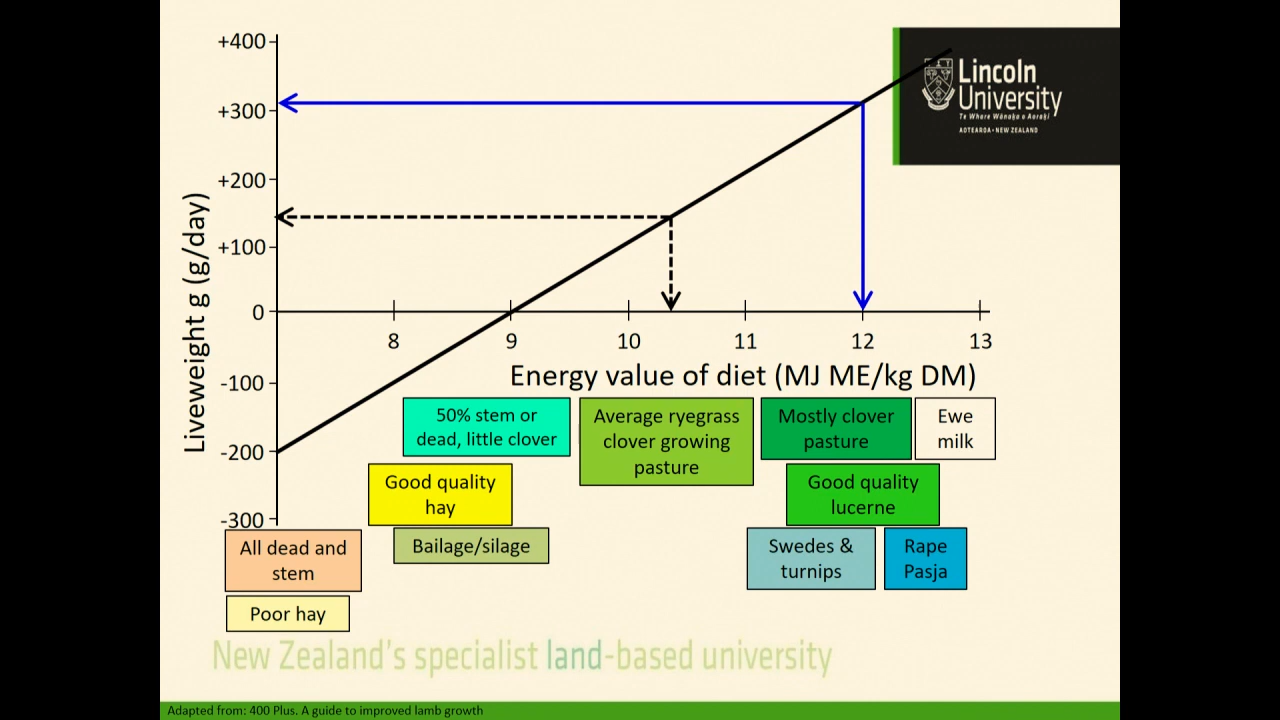 +400
+300
+200
+100
0
-100
-200
-300
Liveweight g (g/day)
8
9
10
11
12
13
Energy value of diet (MJ ME/kg DM)
Lincoln
University
Te Whare Wānaka o Aoraki
AOTEAROA • NEW ZEALAND
50% stem or
dead, little clover
Average ryegrass
clover growing
pasture
Mostly clover
pasture
Ewe
milk
Good quality
hay
Good quality
lucerne
Bailage/silage
Swedes &
turnips
Rape
Pasja
All dead and
stem
Poor hay
New Zealand's specialist land-based university
Adapted from: 400 Plus. A guide to improved lamb growth